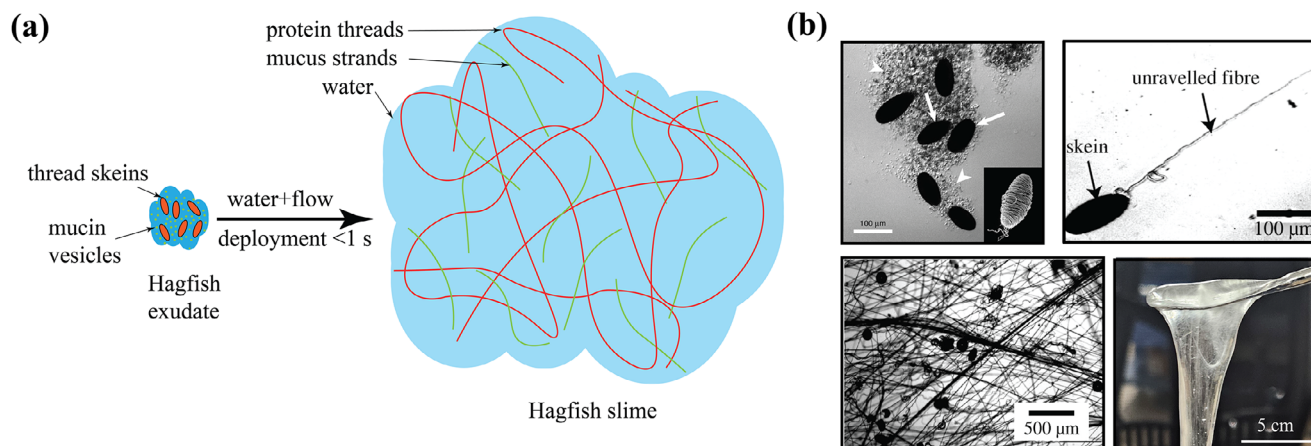 (a)
protein threads
mucus strands
water
thread skeins
mucin
vesicles
water+flow
deployment <1 s
Hagfish
exudate
Hagfish slime
(b)
100 μm
unravelled fibre
skein
100 μm
500 μm
5 cm